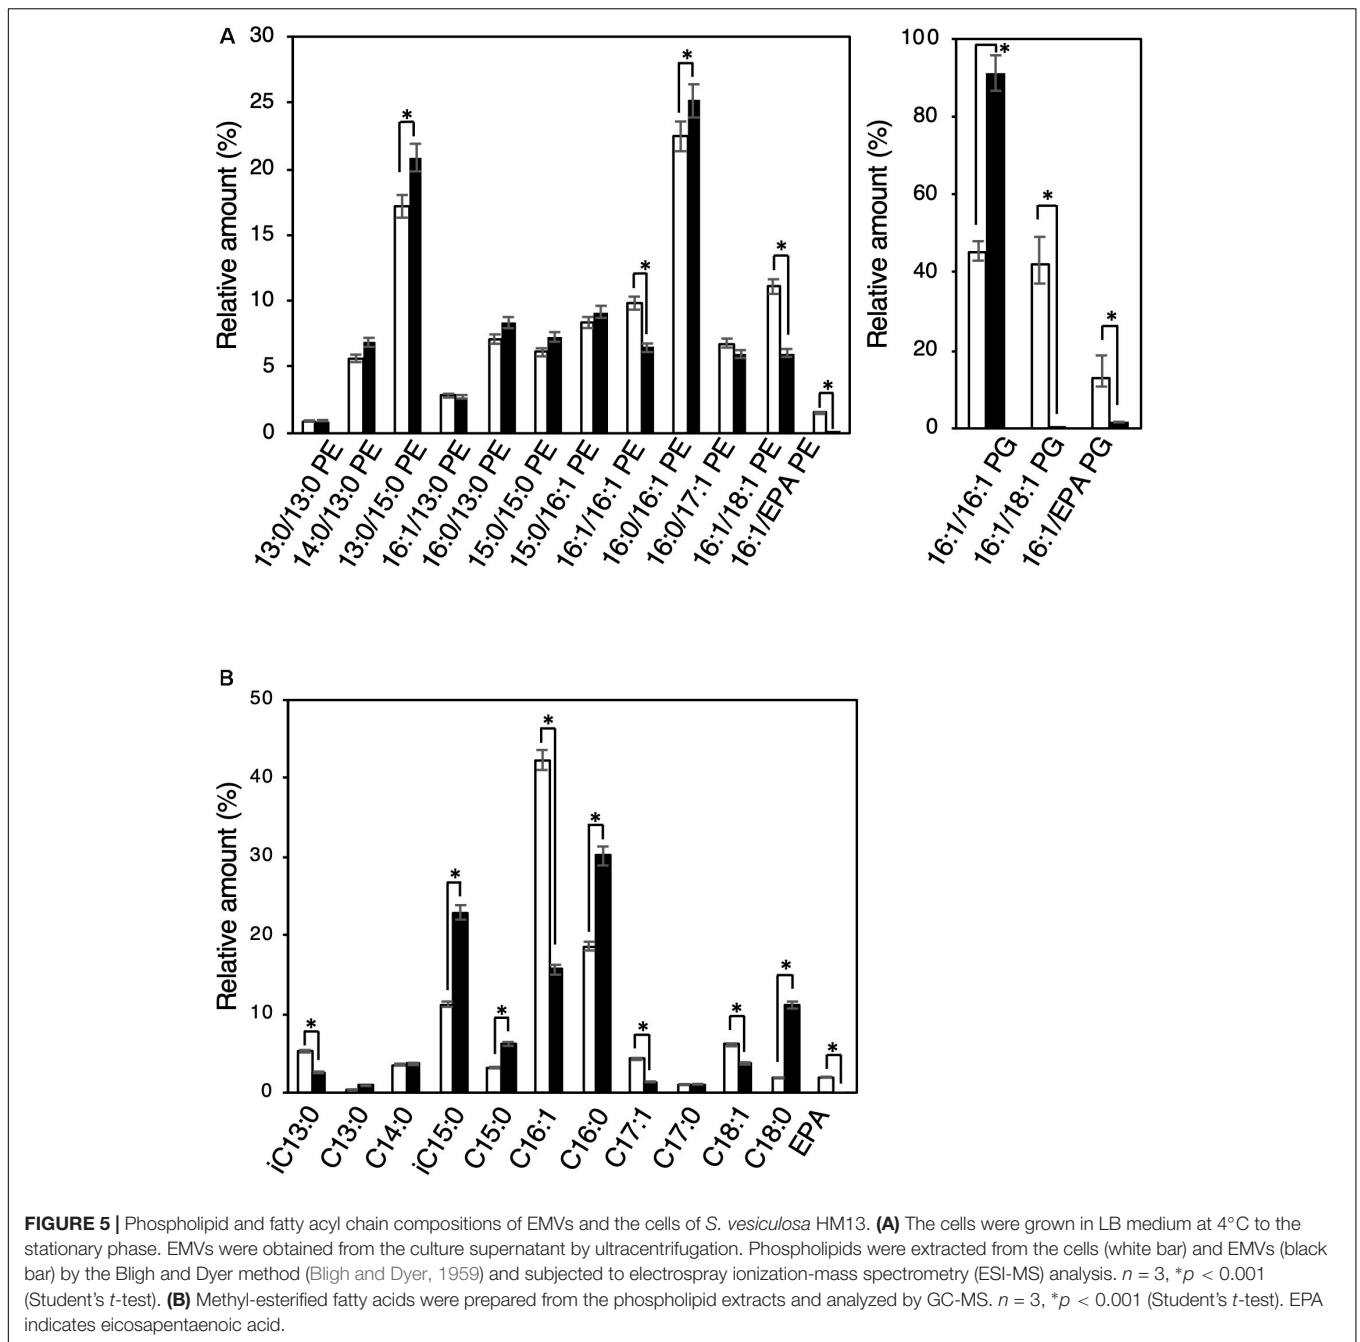 A
30
25
20
15
10
5
0
Relative amount (%)
*
*
*
*
*
13:0/13:0 PE
14:0/13:0 PE
13:0/15:0 PE
16:1/13:0 PE
16:0/13:0 PE
15:0/15:0 PE
15:0/16:1 PE
16:1/16:1 PE
16:0/16:1 PE
16:0/17:1 PE
16:1/18:1 PE
16:1/EPA PE
100
80
60
40
20
0
Relative amount (%)
*
*
*
16:1/16:1 PG
16:1/18:1 PG
16:1/EPA PG
B
50
40
30
20
10
0
Relative amount (%)
*
*
*
*
*
*
*
*
*
iC13:0
C13:0
C14:0
iC15:0
C15:0
C16:1
C16:0
C17:1
C17:0
C18:1
C18:0
EPA
FIGURE 5 | Phospholipid and fatty acyl chain compositions of EMVs and the cells of S. vesiculosa HM13. (A) The cells were grown in LB medium at 4°C to the
stationary phase. EMVs were obtained from the culture supernatant by ultracentrifugation. Phospholipids were extracted from the cells (white bar) and EMVs (black
bar) by the Bligh and Dyer method (Bligh and Dyer, 1959) and subjected to electrospray ionization-mass spectrometry (ESI-MS) analysis. n = 3, *p < 0.001
(Student's t-test). (B) Methyl-esterified fatty acids were prepared from the phospholipid extracts and analyzed by GC-MS. n = 3, *p < 0.001 (Student's t-test). EPA
indicates eicosapentaenoic acid.